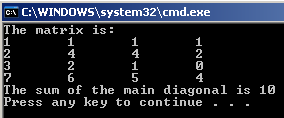 C:\WINDOWS\system32\cmd.exe
The matrix is:
1 1 1 1
2 4 4 2
3 2 1 0
7 6 5 4
The sum of the main diagonal is 10
Press any key to continue . . .